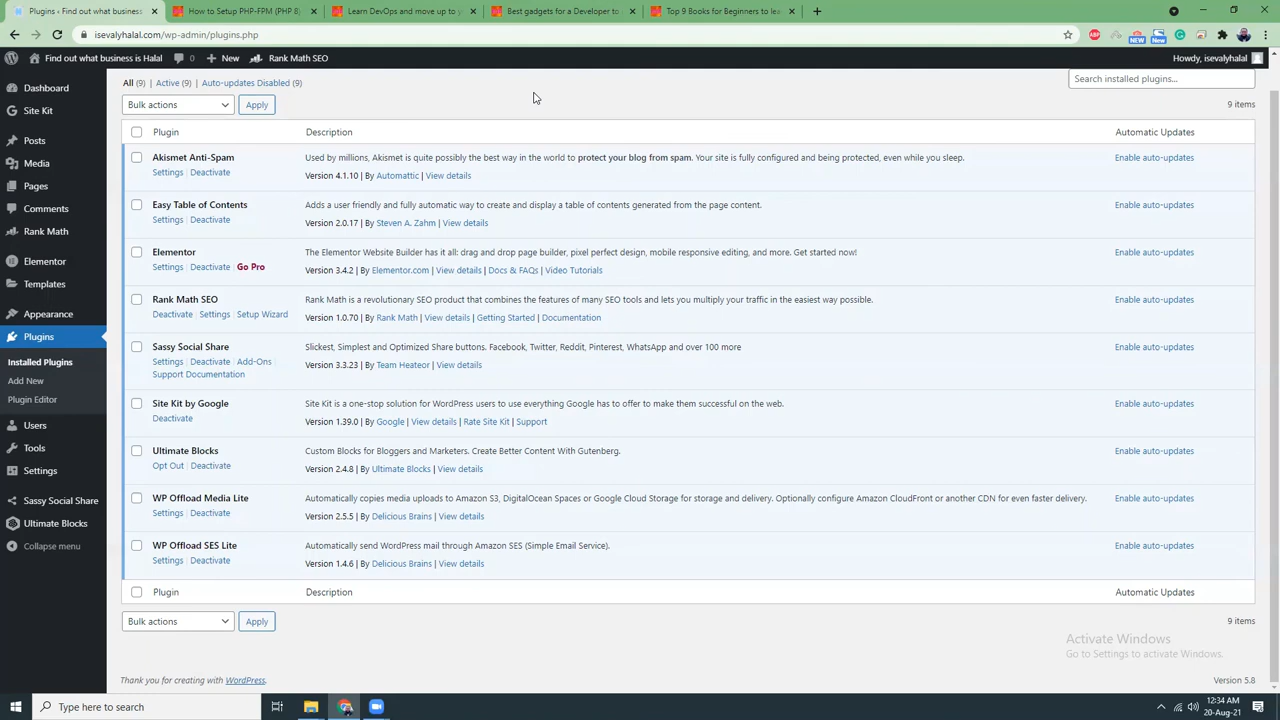 Plugins ‹ Find out what business is
How to Setup PHP-FPM (PHP 8)
Learn DevOps and move up to y
Best gadgets for a Developer to
Top 9 Books for Beginners to le
isevalyhalal.com/wp-admin/plugins.php
Find out what business is Halal
0
New
Rank Math SEO
Howdy, isevalyhalal
Dashboard
Site Kit
Posts
Media
Pages
Comments
Rank Math
Elementor
Templates
Appearance
Plugins
Installed Plugins
Add New
Plugin Editor
Users
Tools
Settings
Sassy Social Share
Ultimate Blocks
Collapse menu
All (9) | Active (9) | Auto-updates Disabled (9)
Search installed plugins...
Bulk actions
Apply
9 items
Plugin
Description
Automatic Updates
Akismet Anti-Spam
Settings | Deactivate
Used by millions, Akismet is quite possibly the best way in the world to protect your blog from spam. Your site is fully configured and being protected, even while you sleep.
Version 4.1.10 | By Automattic | View details
Enable auto-updates
Easy Table of Contents
Settings | Deactivate
Adds a user friendly and fully automatic way to create and display a table of contents generated from the page content.
Version 2.0.17 | By Steven A. Zahm | View details
Enable auto-updates
Elementor
Settings | Deactivate | Go Pro
The Elementor Website Builder has it all: drag and drop page builder, pixel perfect design, mobile responsive editing, and more. Get started now!
Version 3.4.2 | By Elementor.com | View details | Docs & FAQs | Video Tutorials
Enable auto-updates
Rank Math SEO
Deactivate | Settings | Setup Wizard
Rank Math is a revolutionary SEO product that combines the features of many SEO tools and lets you multiply your traffic in the easiest way possible.
Version 1.0.70 | By Rank Math | View details | Getting Started | Documentation
Enable auto-updates
Sassy Social Share
Settings | Deactivate | Add-Ons |
Support Documentation
Slickest, Simplest and Optimized Share buttons. Facebook, Twitter, Reddit, Pinterest, WhatsApp and over 100 more
Version 3.3.23 | By Team Heateor | View details
Enable auto-updates
Site Kit by Google
Deactivate
Site Kit is a one-stop solution for WordPress users to use everything Google has to offer to make them successful on the web.
Version 1.39.0 | By Google | View details | Rate Site Kit | Support
Enable auto-updates
Ultimate Blocks
Opt Out | Deactivate
Custom Blocks for Bloggers and Marketers. Create Better Content With Gutenberg.
Version 2.4.8 | By Ultimate Blocks | View details
Enable auto-updates
WP Offload Media Lite
Settings | Deactivate
Automatically copies media uploads to Amazon S3, DigitalOcean Spaces or Google Cloud Storage for storage and delivery. Optionally configure Amazon CloudFront or another CDN for even faster delivery.
Version 2.5.5 | By Delicious Brains | View details
Enable auto-updates
WP Offload SES Lite
Settings | Deactivate
Automatically send WordPress mail through Amazon SES (Simple Email Service).
Version 1.4.6 | By Delicious Brains | View details
Enable auto-updates
Plugin
Description
Automatic Updates
Bulk actions
Apply
9 items
Activate Windows
Go to Settings to activate Windows.
Thank you for creating with WordPress.
Version 5.8
Type here to search
12:34 AM
20-Aug-21